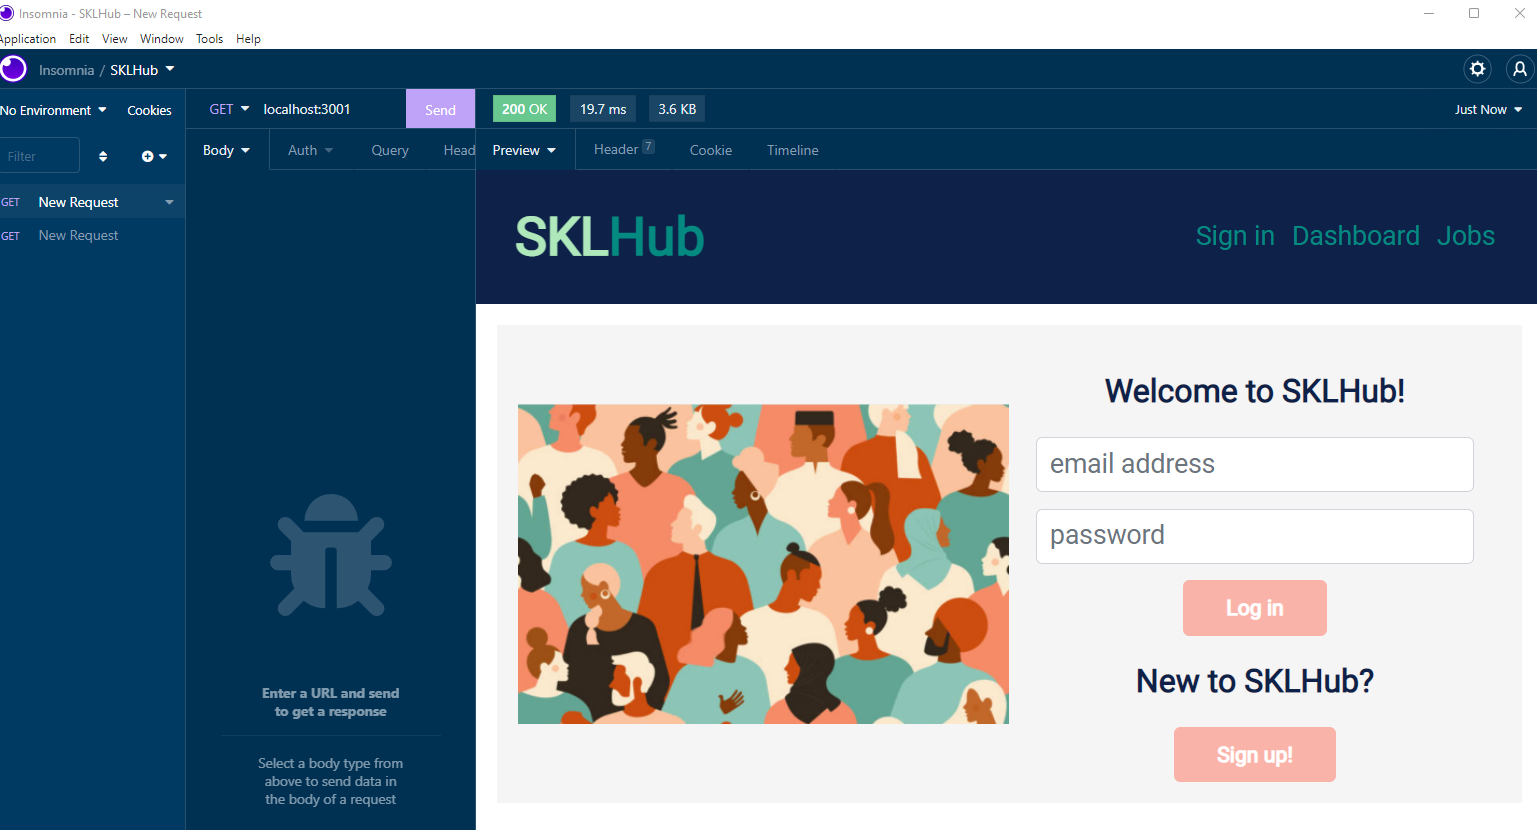 Insomnia - SKLHub – New Request
Application Edit View Window Tools Help
Insomnia / SKLHub
No Environment Cookies
GET localhost:3001 Send
200 OK 19.7 ms 3.6 KB Just Now
Filter
Body Auth Query Head
Preview Header 7 Cookie Timeline
GET New Request
GET New Request
SKLHub
Sign in Dashboard Jobs
Welcome to SKLHub!
email address
password
Log in
New to SKLHub?
Sign up!
Enter a URL and send
to get a response
Select a body type from
above to send data in
the body of a request